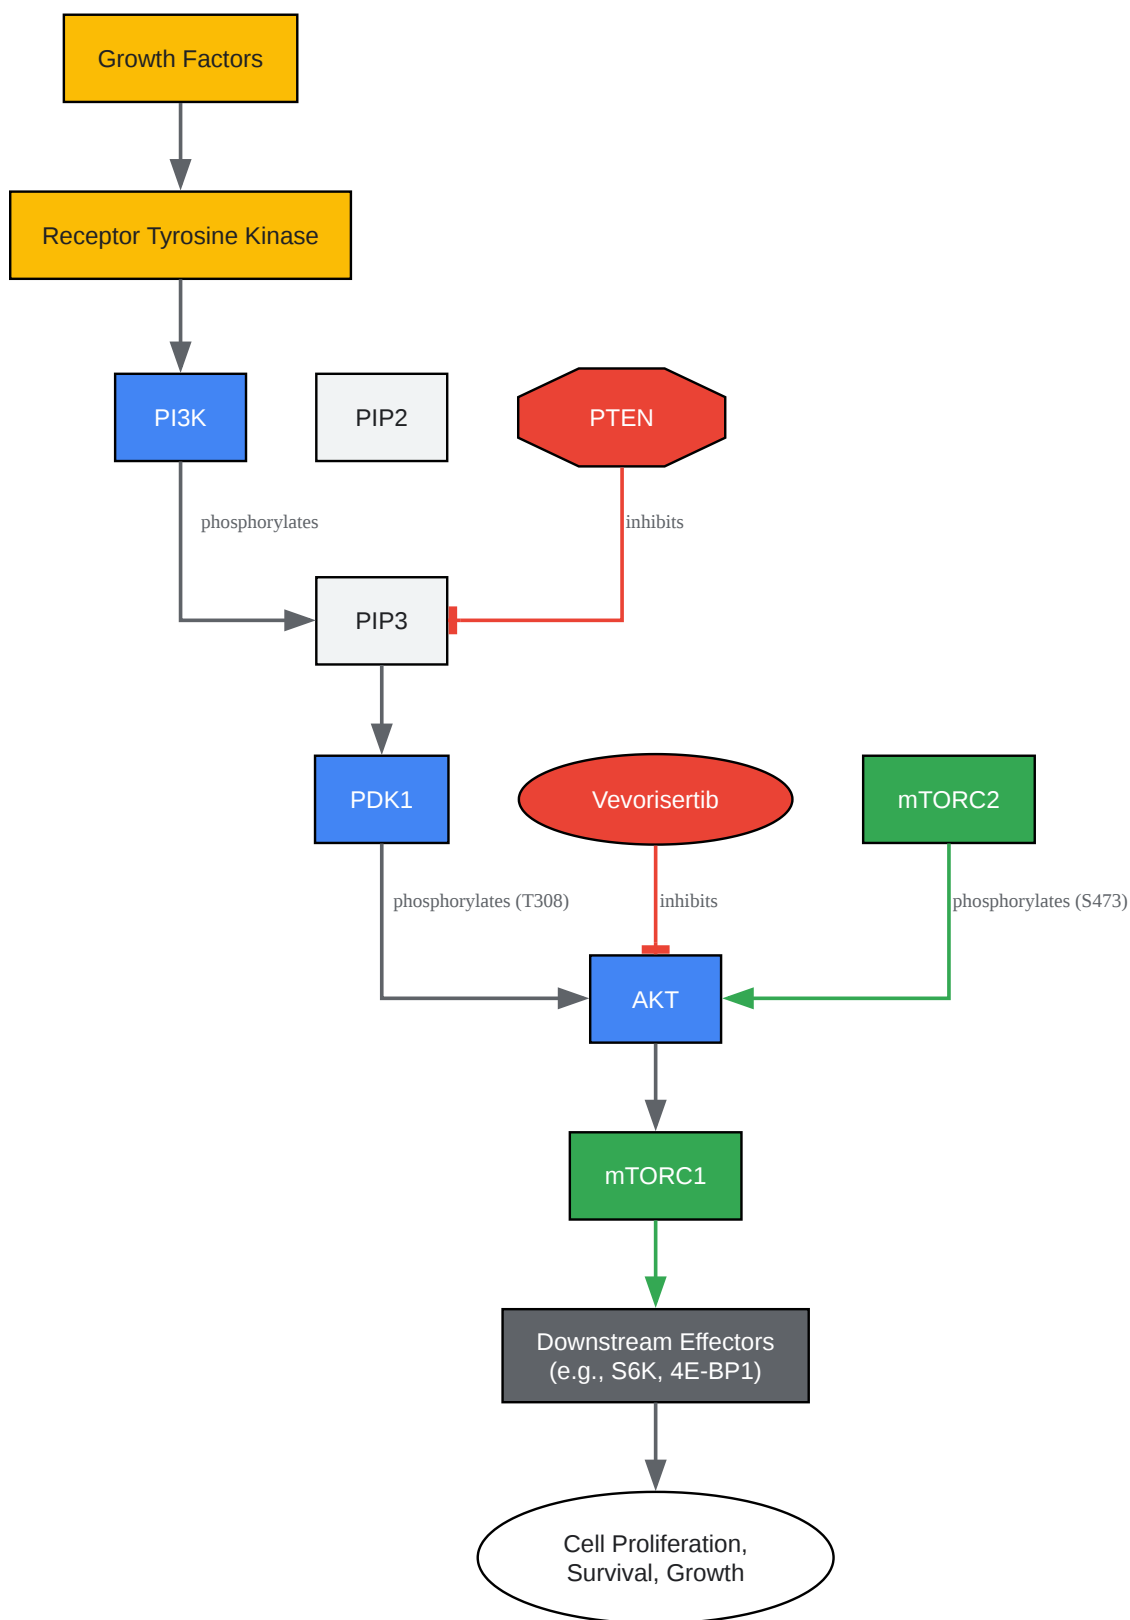 Growth Factors
Receptor Tyrosine Kinase
PI3K
PIP2
PTEN
phosphorylates
inhibits
PIP3
PDK1
Vevorisertib
mTORC2
phosphorylates (T308)
inhibits
phosphorylates (S473)
AKT
mTORC1
Downstream Effectors
(e.g., S6K, 4E-BP1)
Cell Proliferation,
Survival, Growth